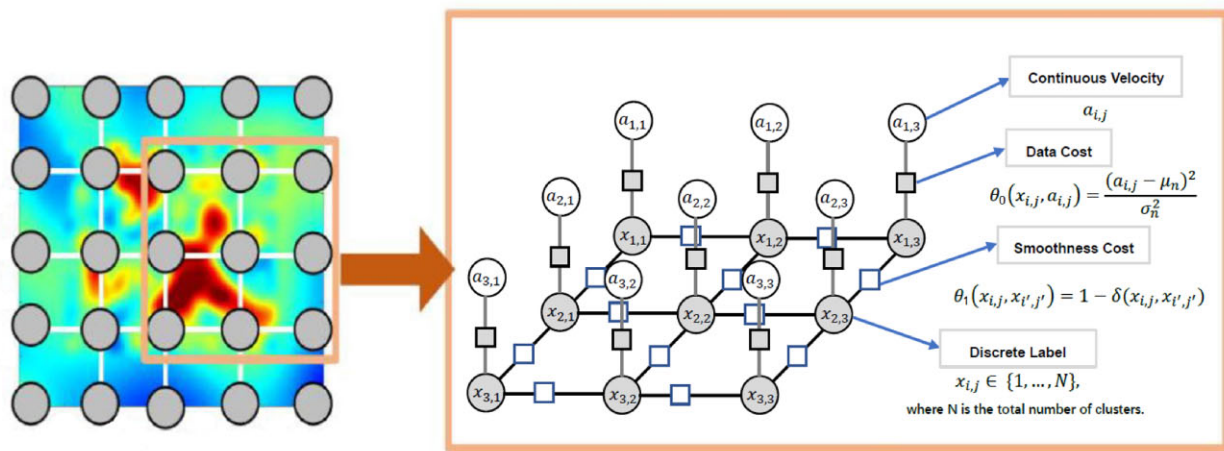 Continuous Velocity
a_{i,j}
a_{1,1} a_{1,2} a_{1,3}
Data Cost
θ_0(x_{i,j}, a_{i,j}) = (a_{i,j} − μ_n)^2 / σ_n^2
a_{2,1} a_{2,2} a_{2,3}
x_{1,1} x_{1,2} x_{1,3}
Smoothness Cost
θ_1(x_{i,j}, x_{i′,j′}) = 1 − δ(x_{i,j}, x_{i′,j′})
a_{3,1} a_{3,2} a_{3,3}
x_{2,1} x_{2,2} x_{2,3}
Discrete Label
x_{i,j} ∈ {1, …, N},
where N is the total number of clusters.
x_{3,1} x_{3,2} x_{3,3}